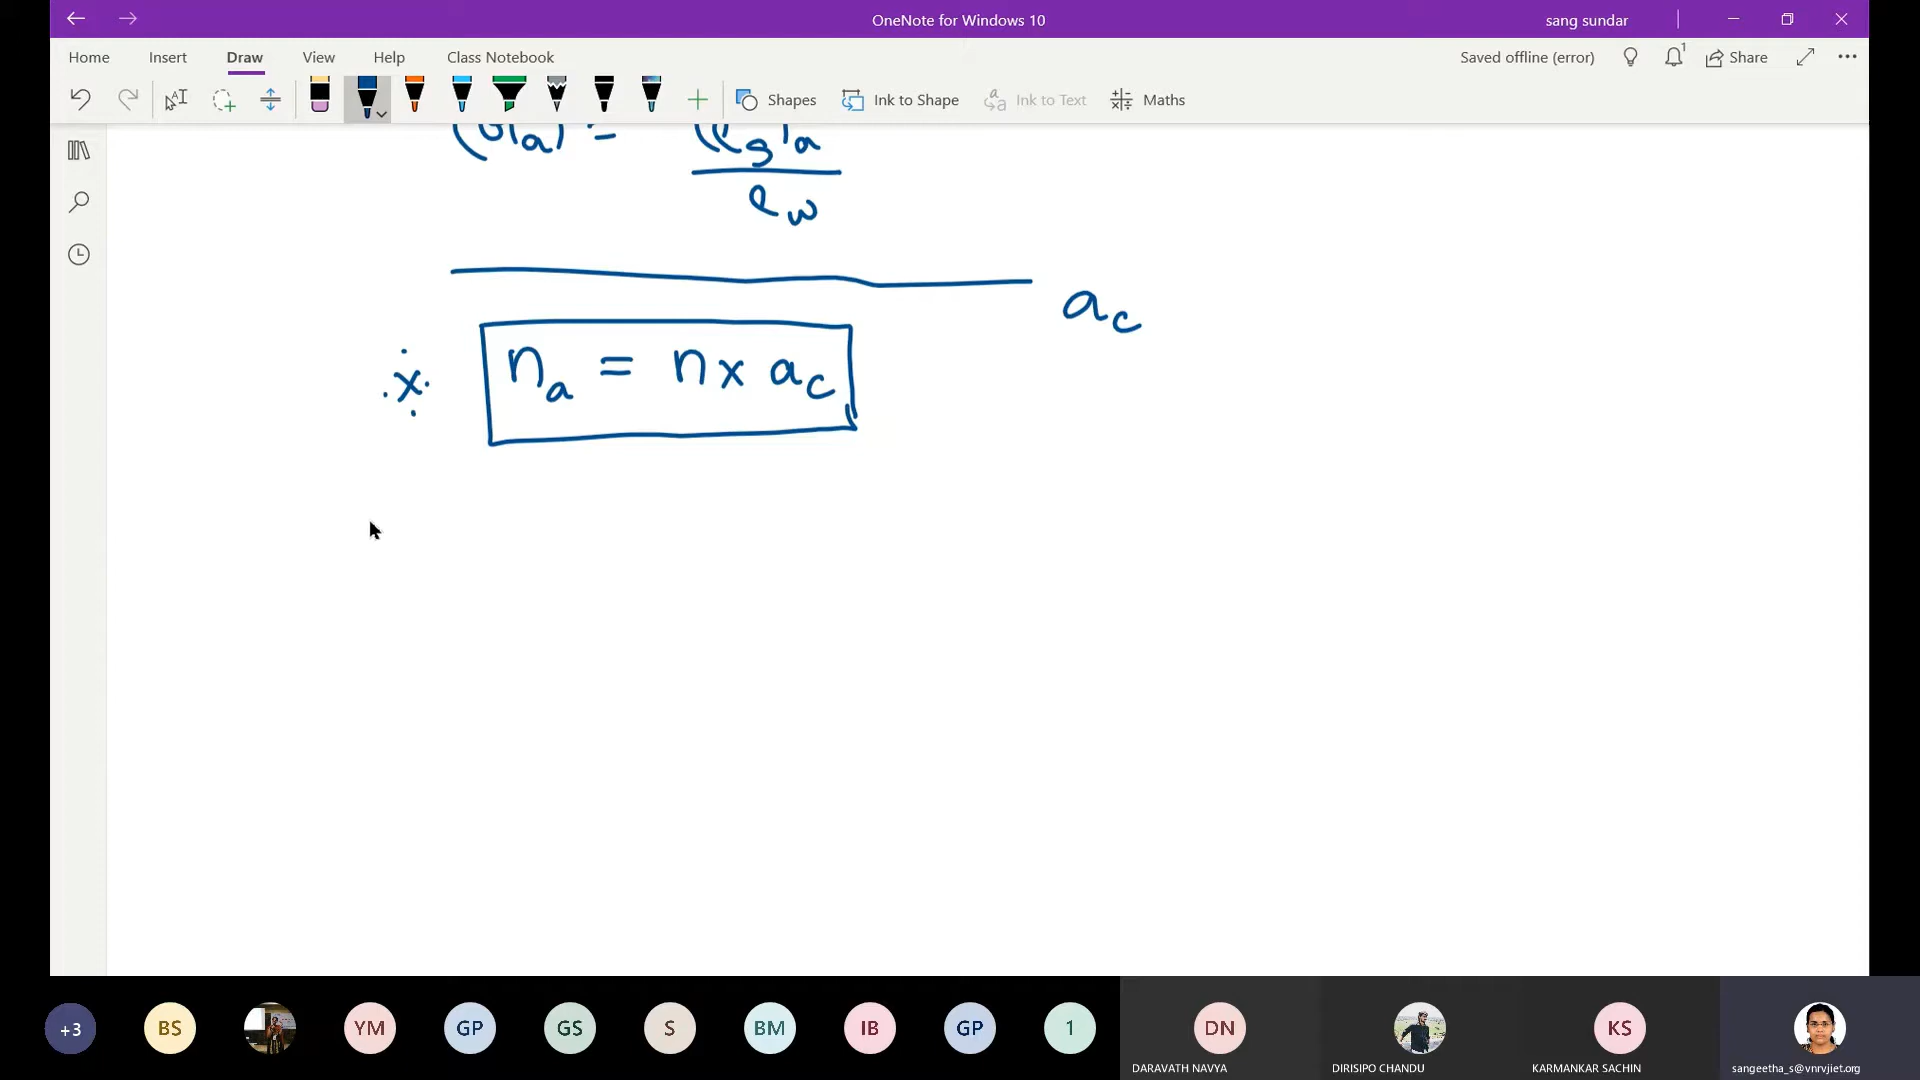 OneNote for Windows 10
sang sundar
Home Insert Draw View Help Class Notebook
Saved offline (error) 1 Share
Shapes Ink to Shape Ink to Text Maths
ρw
ac
na = n x ac
+3 BS YM GP GS S BM IB GP 1 DN KS
DARAVATH NAVYA DIRISIPO CHANDU KARMANKAR SACHIN sangeetha_s@vnrvjiet.org